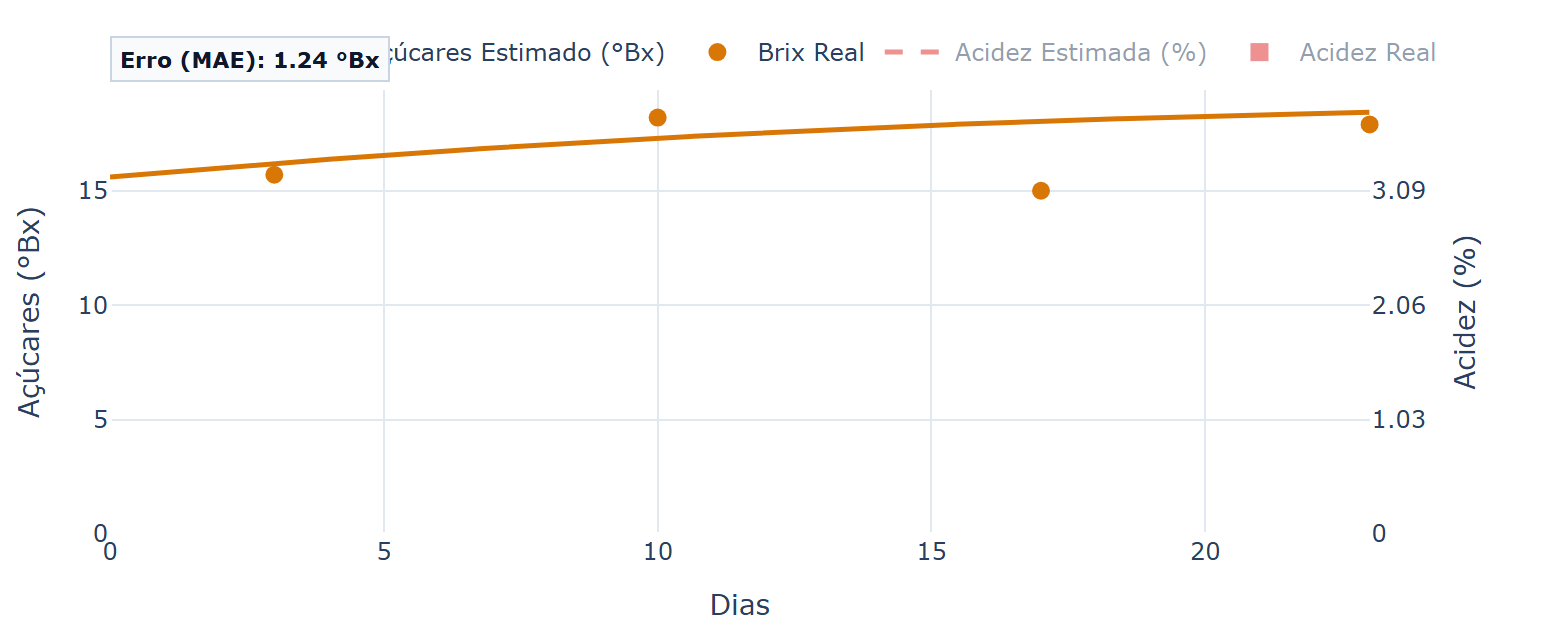 Erro (MAE): 1.24 °Bx
çúcares Estimado (°Bx)
Brix Real
Acidez Estimada (%)
Acidez Real
Açúcares (°Bx)
15
10
5
0
3.09
2.06
1.03
0
Acidez (%)
0
5
10
15
20
Dias